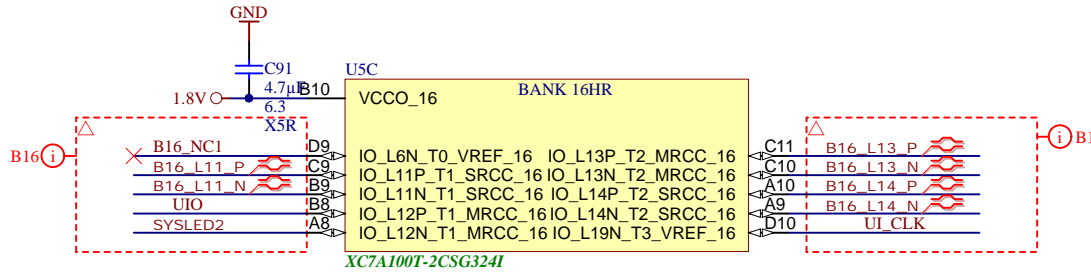 GND
C91
4.7µF
6.3
X5R
1.8V
B10
U5C
BANK 16HR
VCCO_16
B16
B16_NC1
D9
IO_L6N_T0_VREF_16
IO_L13P_T2_MRCC_16
C11
B16_L13_P
B1
B16_L11_P
C9
IO_L11P_T1_SRCC_16
IO_L13N_T2_MRCC_16
C10
B16_L13_N
B16_L11_N
B9
IO_L11N_T1_SRCC_16
IO_L14P_T2_SRCC_16
A10
B16_L14_P
UIO
B8
IO_L12P_T1_MRCC_16
IO_L14N_T2_SRCC_16
A9
B16_L14_N
SYSLED2
A8
IO_L12N_T1_MRCC_16
IO_L19N_T3_VREF_16
D10
UI_CLK
XC7A100T-2CSG324I